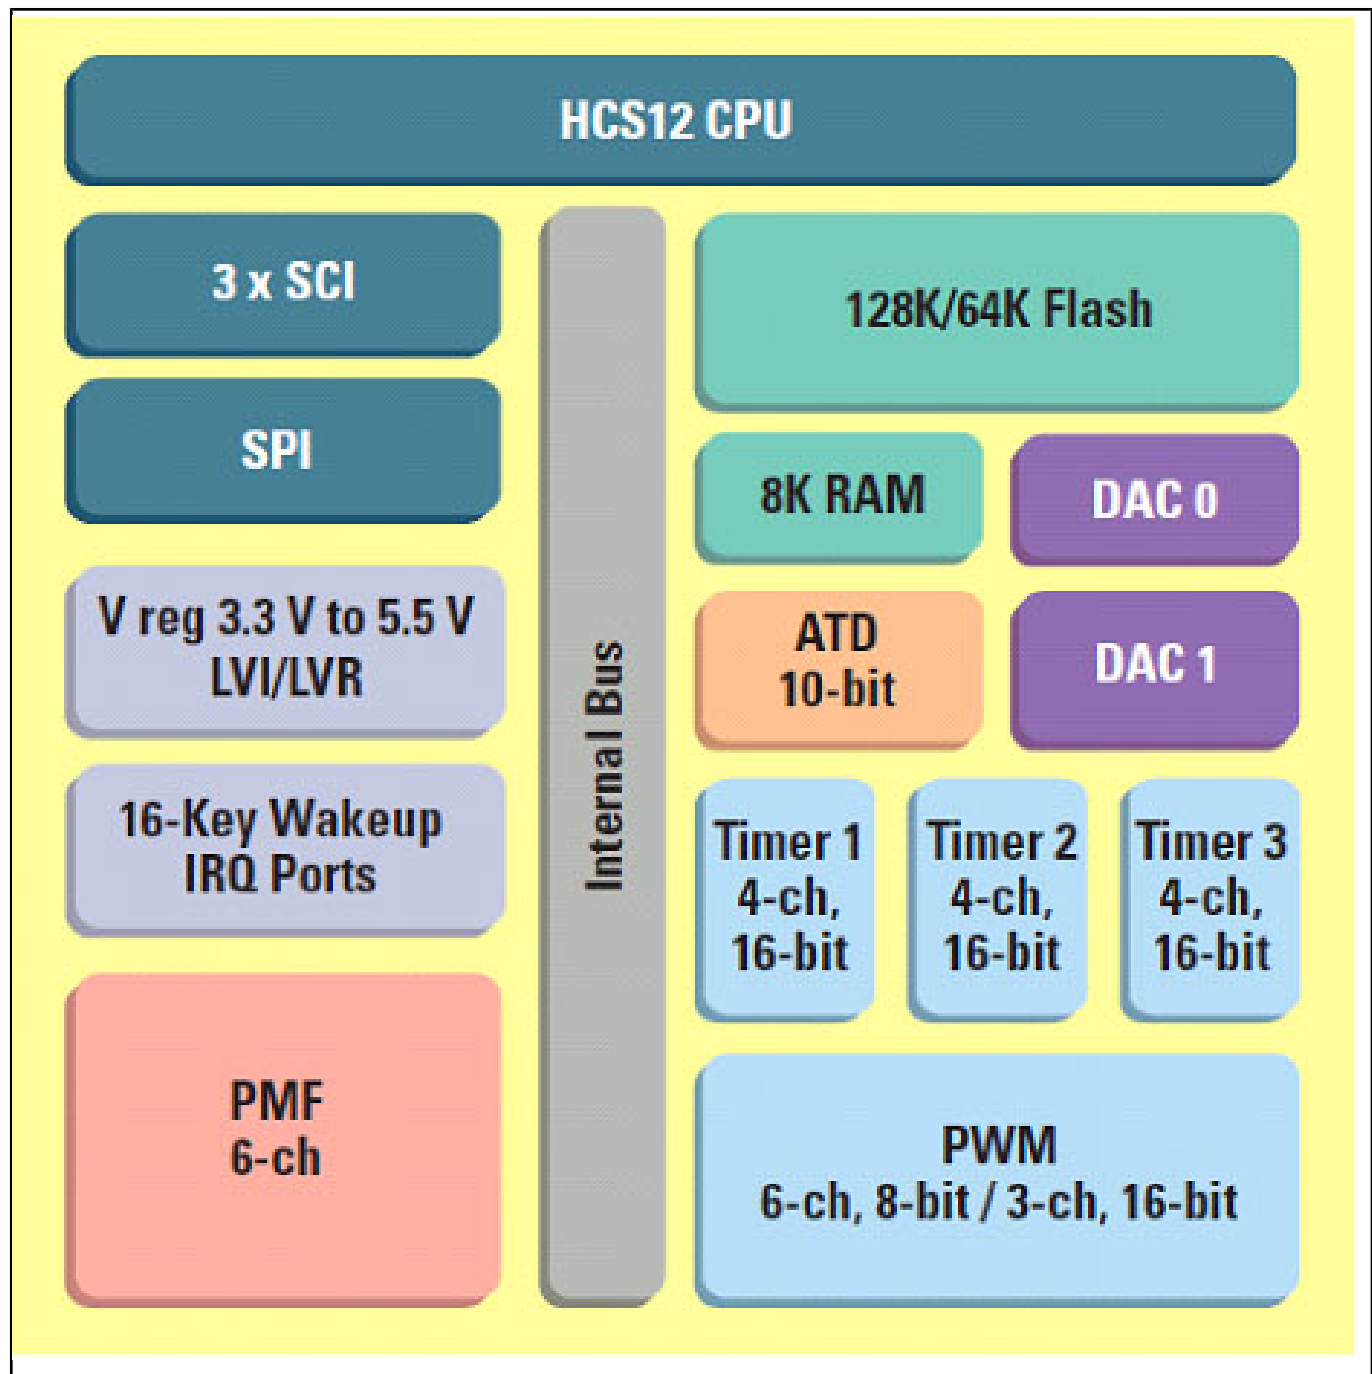 HCS12 CPU
3 x SCI
SPI
V reg 3.3 V to 5.5 V
LVI/LVR
16-Key Wakeup
IRQ Ports
PMF
6-ch
Internal Bus
128K/64K Flash
8K RAM
DAC 0
ATD
10-bit
DAC 1
Timer 1
4-ch,
16-bit
Timer 2
4-ch,
16-bit
Timer 3
4-ch,
16-bit
PWM
6-ch, 8-bit / 3-ch, 16-bit